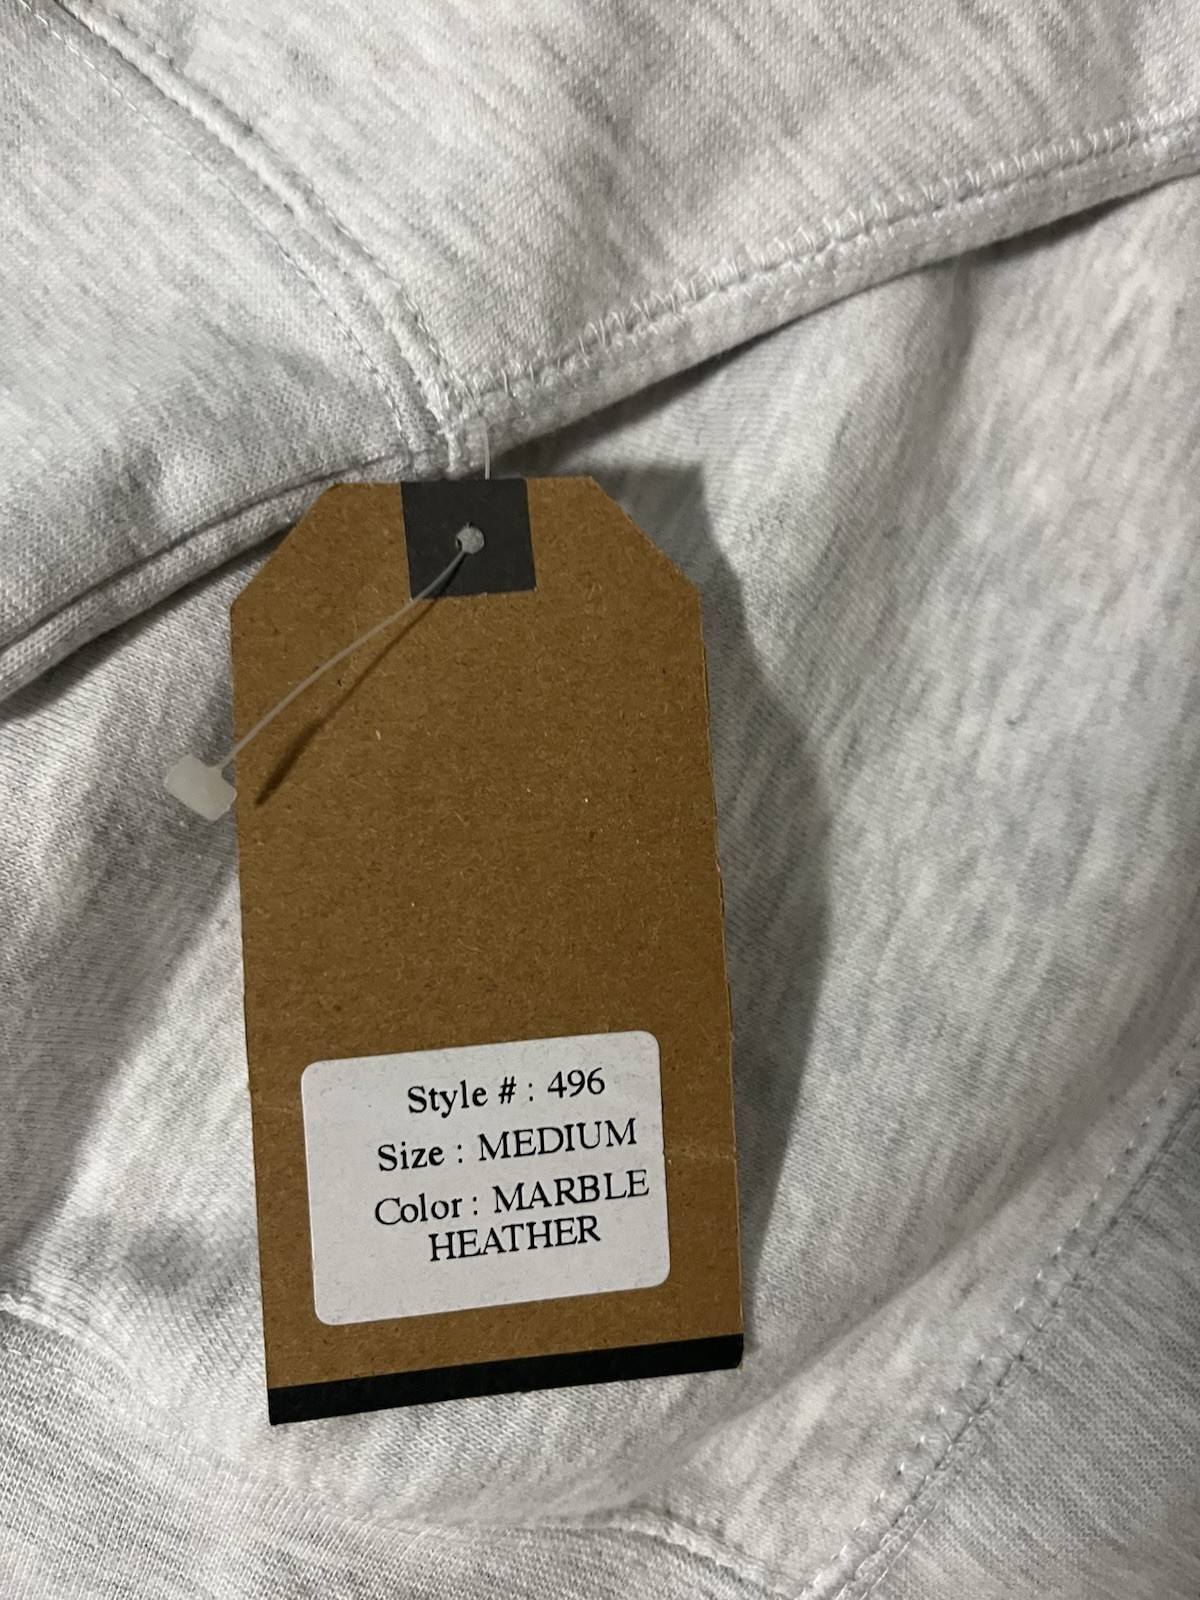 Style # : 496
Size : MEDIUM
Color : MARBLE
HEATHER